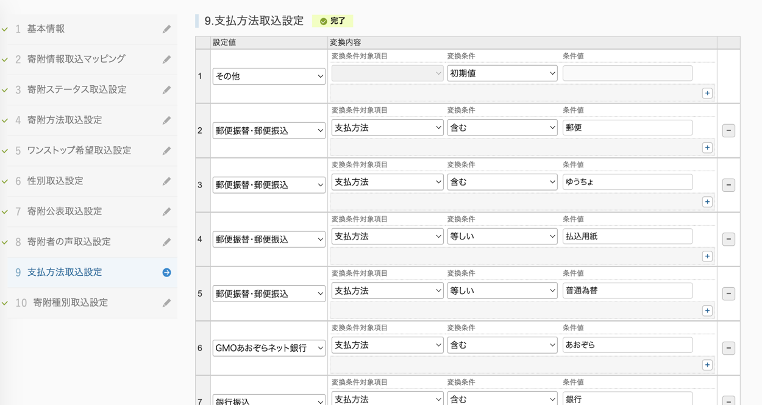 1 基本情報
2 寄附情報取込マッピング
3 寄附ステータス取込設定
4 寄附方法取込設定
5 ワンストップ希望取込設定
6 性別取込設定
7 寄附公表取込設定
8 寄附者の声取込設定
9 支払方法取込設定
10 寄附種別取込設定
9.支払方法取込設定 完了
設定値 変換内容
変換条件対象項目 変換条件 条件値
1 その他 初期値
変換条件対象項目 変換条件 条件値
2 郵便振替・郵便振込 支払方法 含む 郵便
変換条件対象項目 変換条件 条件値
3 郵便振替・郵便振込 支払方法 含む ゆうちょ
変換条件対象項目 変換条件 条件値
4 郵便振替・郵便振込 支払方法 等しい 払込用紙
変換条件対象項目 変換条件 条件値
5 郵便振替・郵便振込 支払方法 等しい 普通為替
変換条件対象項目 変換条件 条件値
6 GMOあおぞらネット銀行 支払方法 含む あおぞら
変換条件対象項目 変換条件 条件値
7 銀行振込 支払方法 含む 銀行